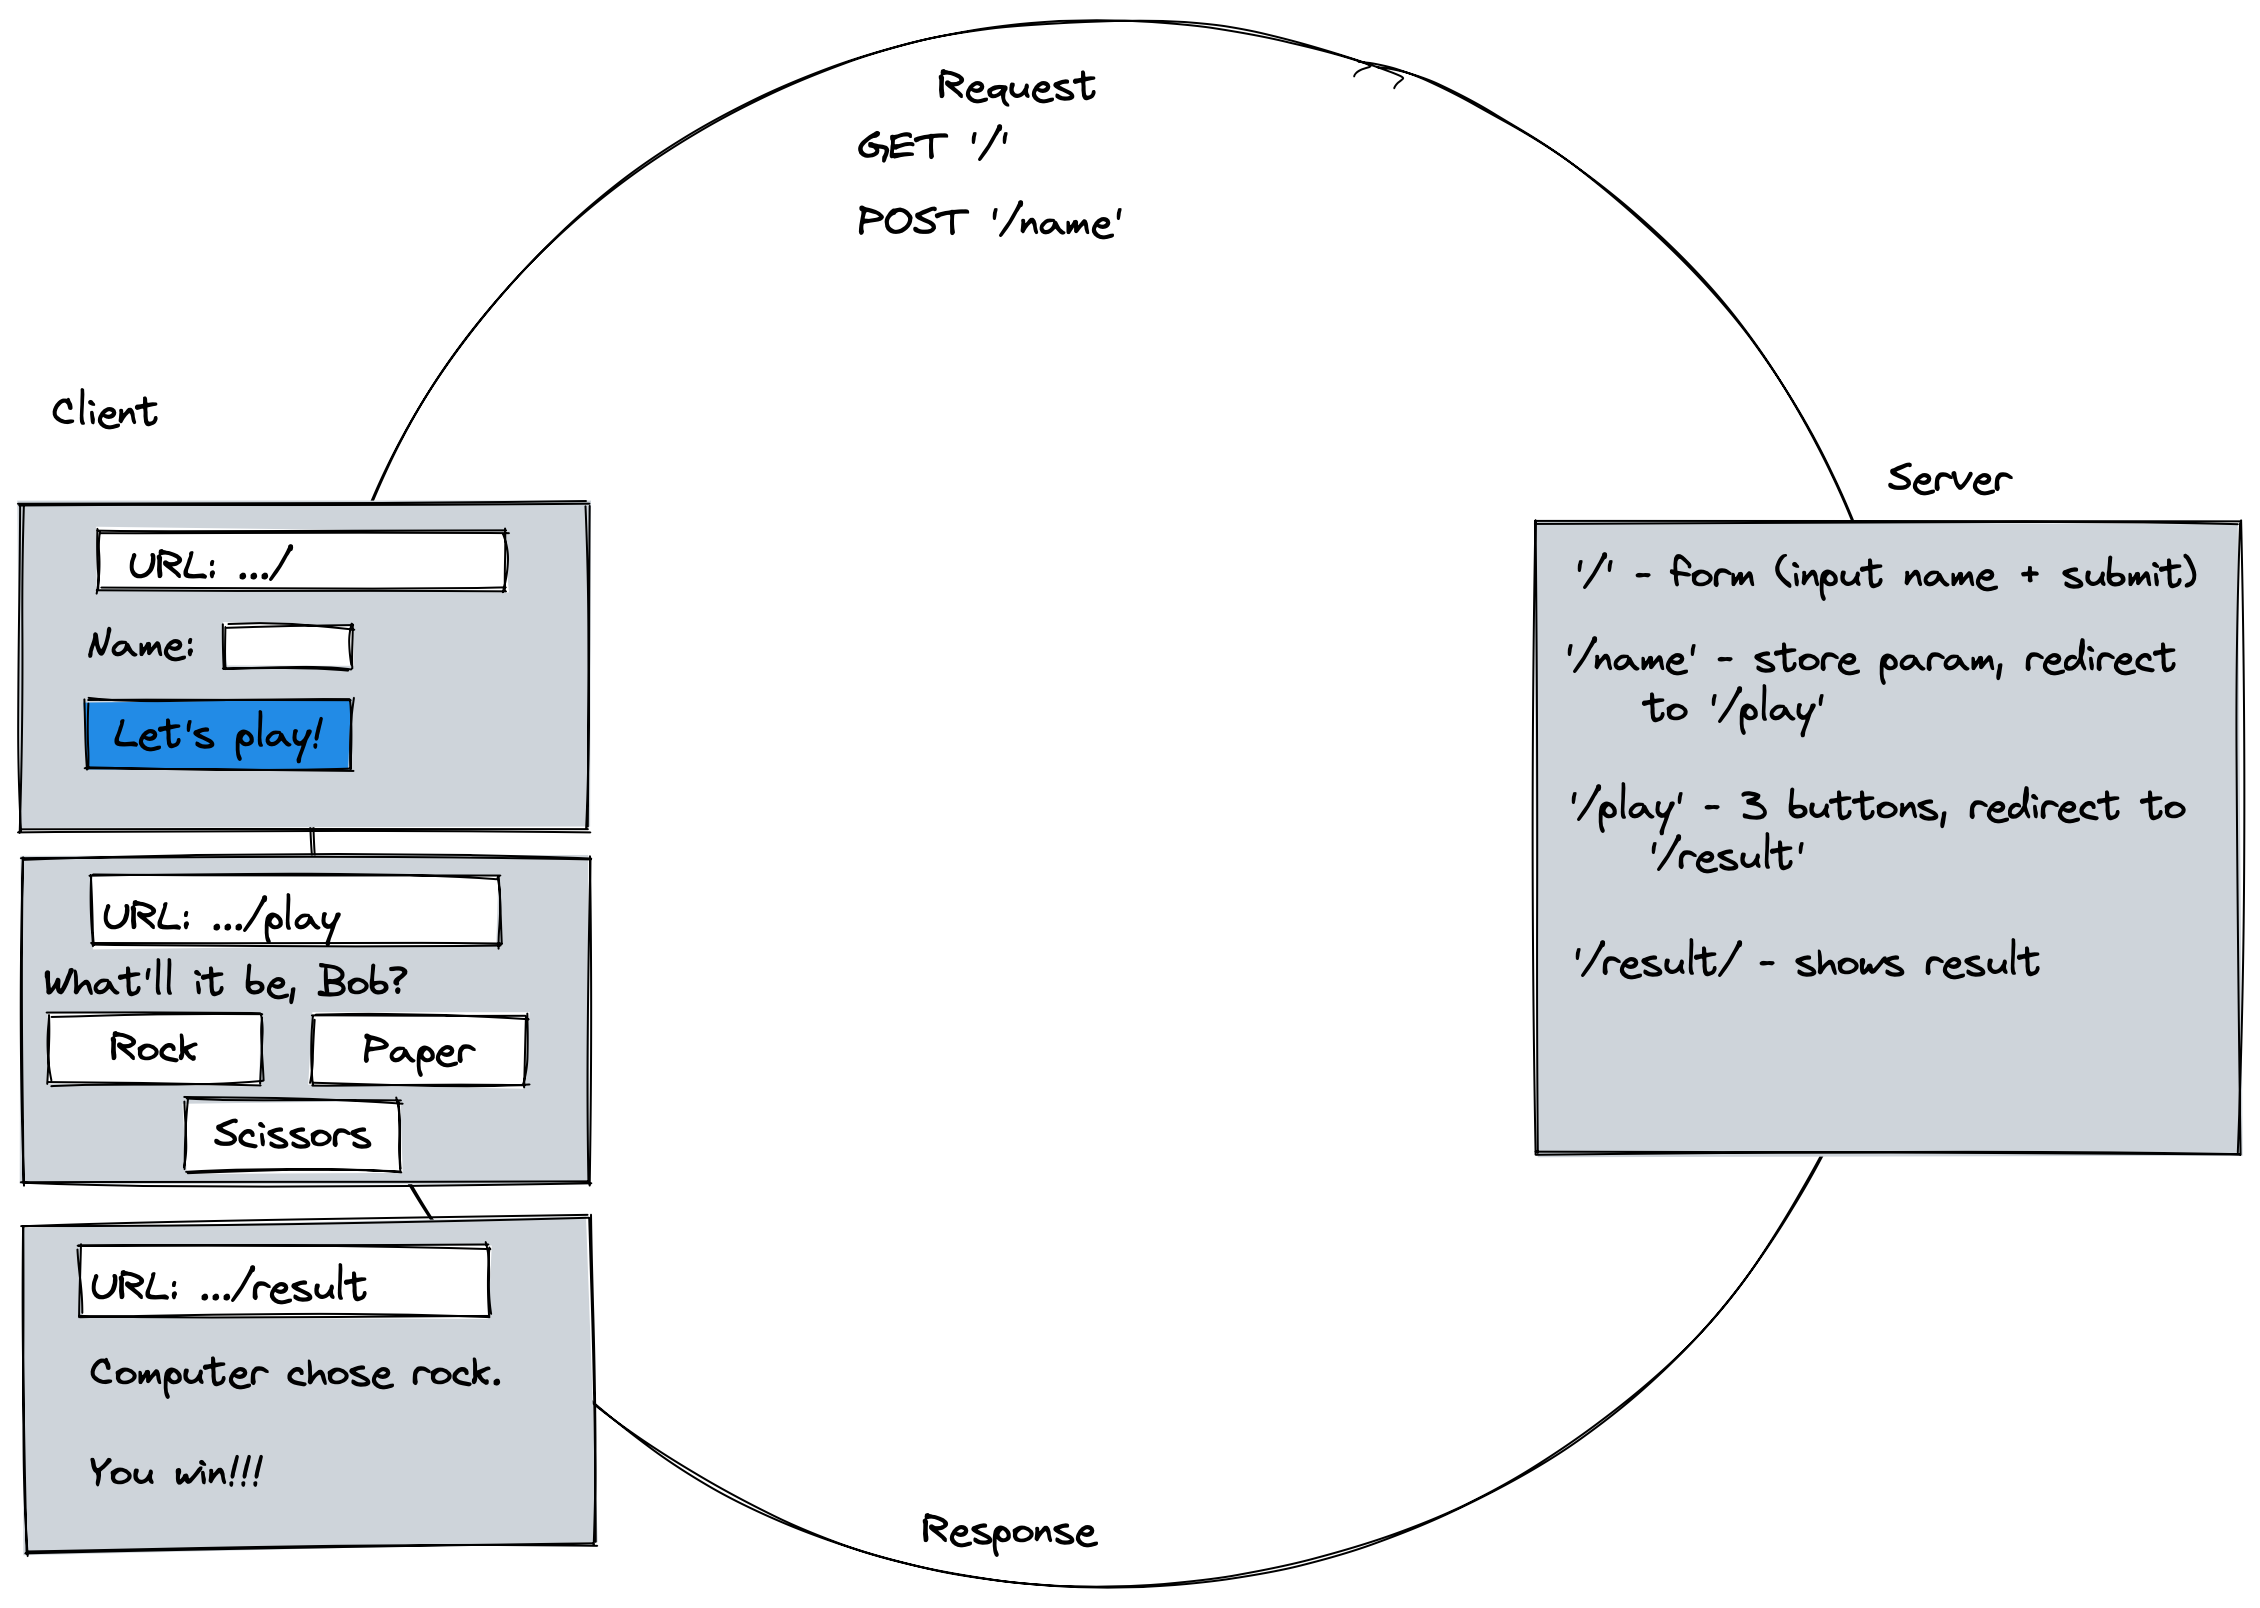 Request
GET '/'
POST '/name'
Client
URL: .../
Name:
Let's play!
URL: .../play
What'll it be, Bob?
Rock
Paper
Scissors
URL: .../result
Computer chose rock.
You win!!!
Server
'/' - form (input name + submit)
'/name' - store param, redirect
to '/play'
'/play' - 3 buttons, redirect to
'/result'
'/result/ - shows result
Response